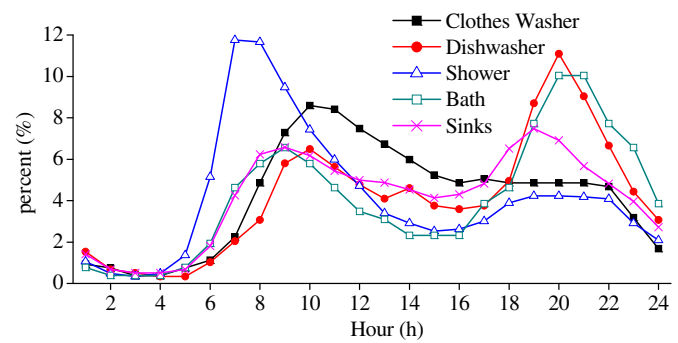 Clothes Washer
Dishwasher
Shower
Bath
Sinks
percent (%)
12
10
8
6
4
2
0
2 4 6 8 10 12 14 16 18 20 22 24
Hour (h)